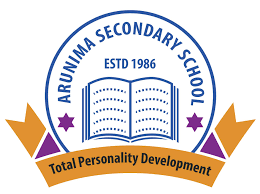 ARUNIMA SECONDARY SCHOOL
ESTD 1986
Total Personality Development